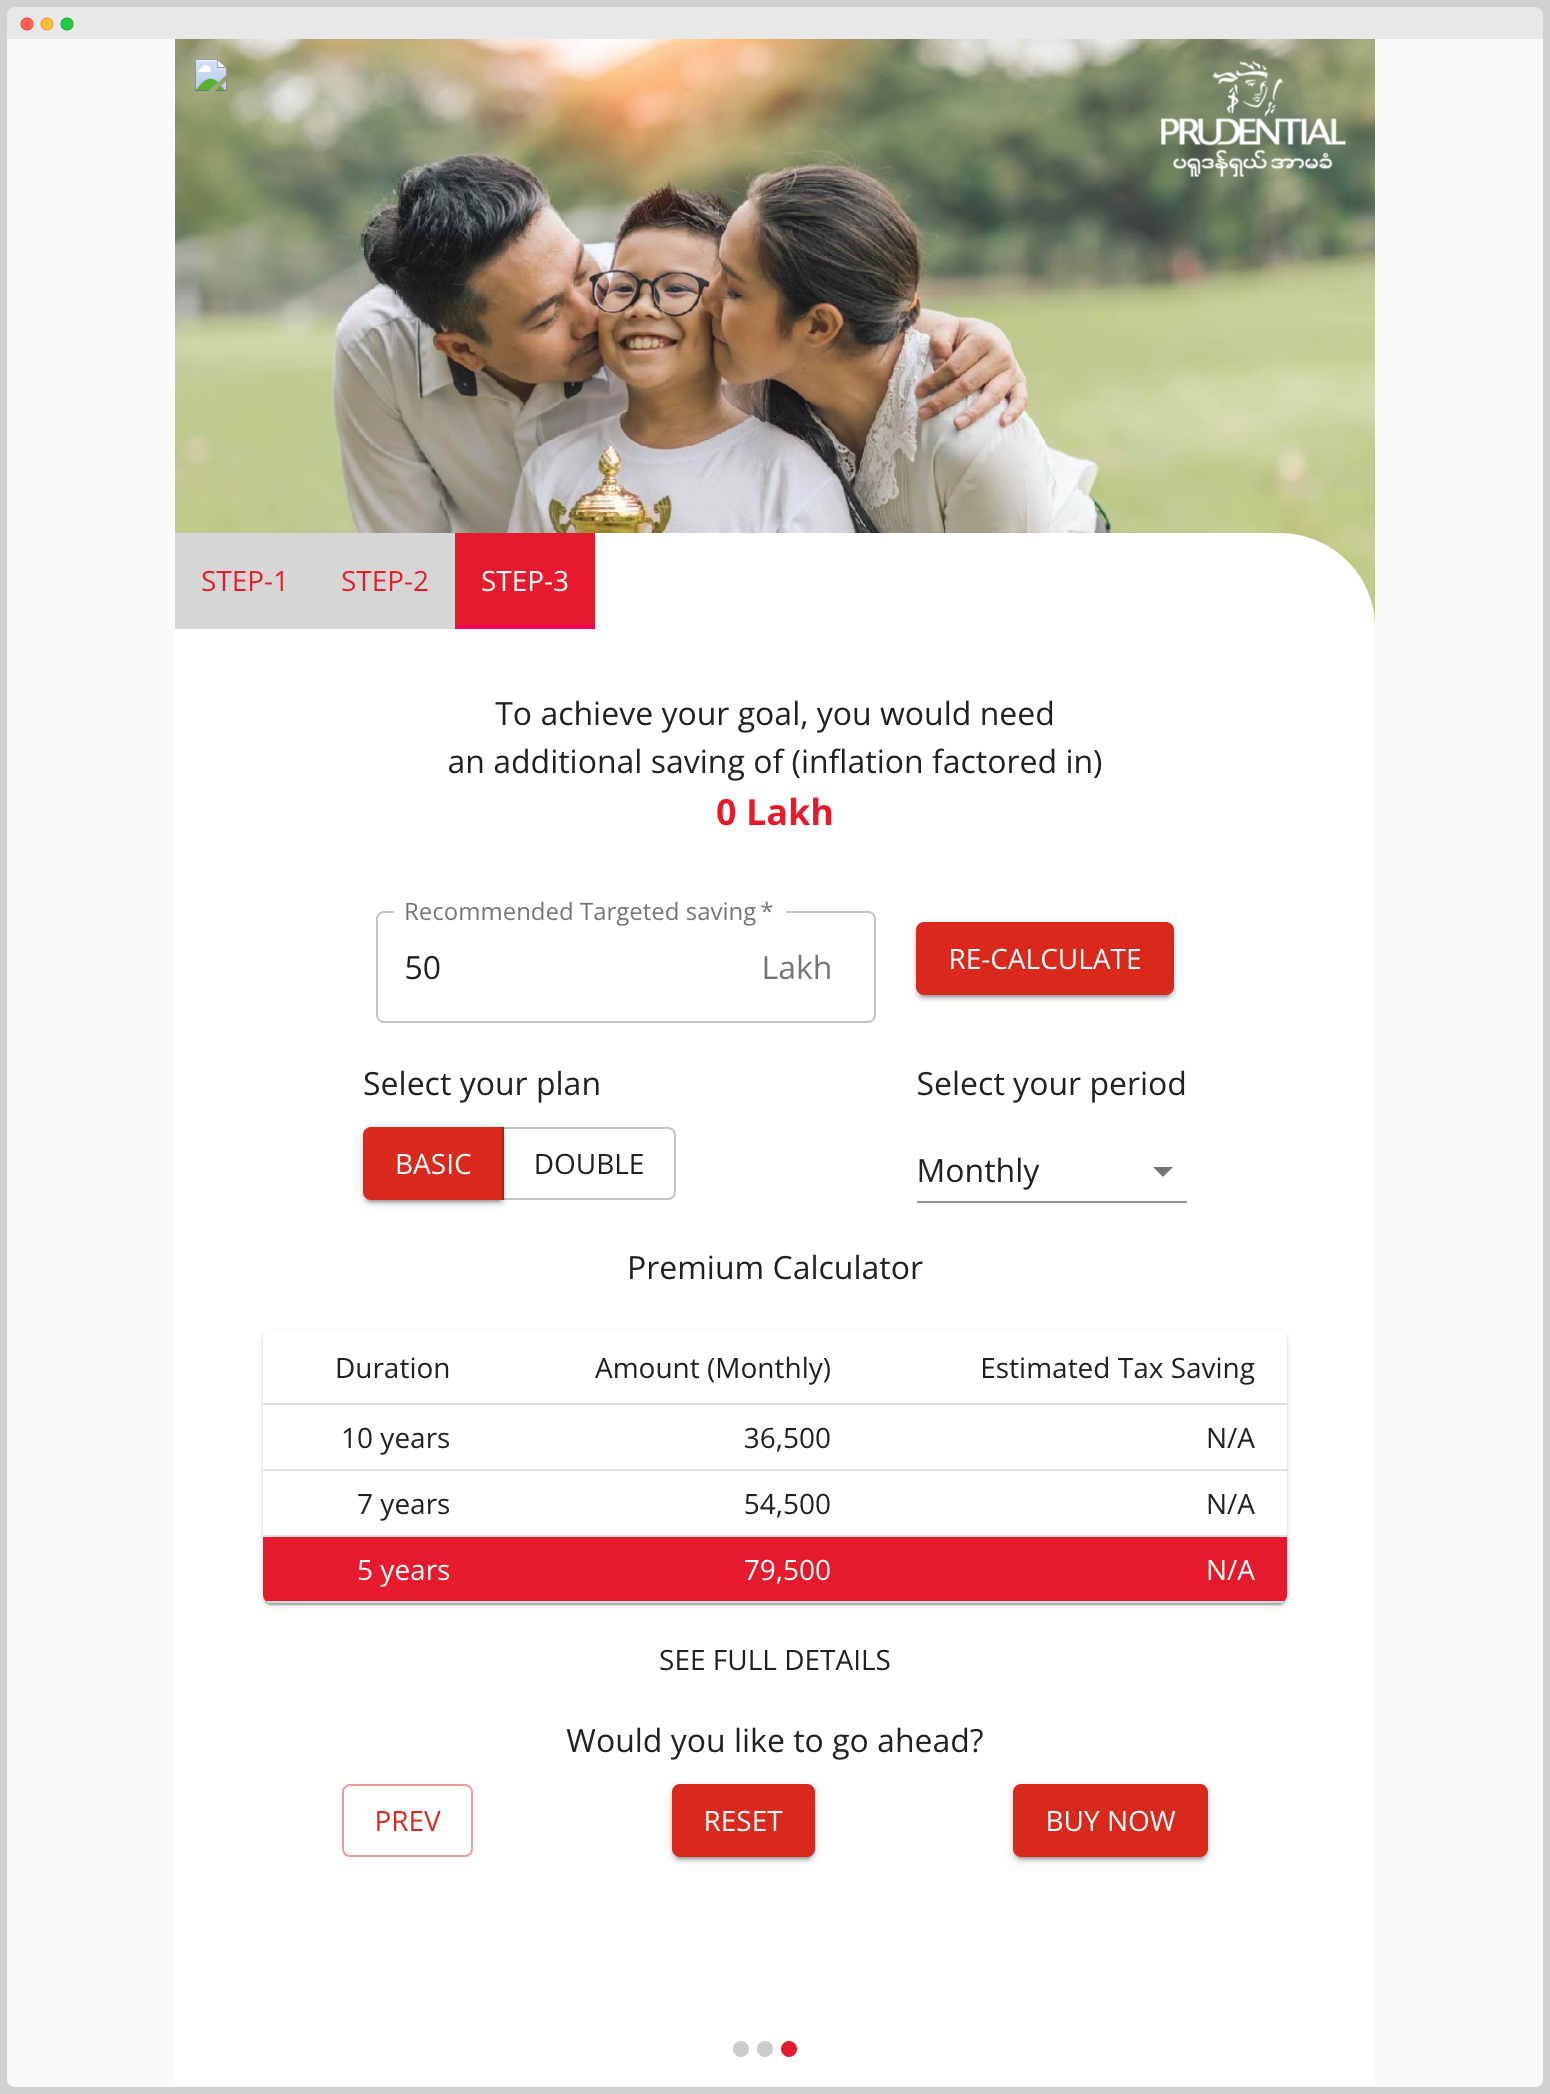 PRUDENTIAL
ပရူဒန်ရှယ် အာမခံ
STEP-1 STEP-2 STEP-3
To achieve your goal, you would need
an additional saving of (inflation factored in)
0 Lakh
Recommended Targeted saving *
50 Lakh
RE-CALCULATE
Select your plan
Select your period
BASIC DOUBLE
Monthly
Premium Calculator
Duration Amount (Monthly) Estimated Tax Saving
10 years 36,500 N/A
7 years 54,500 N/A
5 years 79,500 N/A
SEE FULL DETAILS
Would you like to go ahead?
PREV RESET BUY NOW